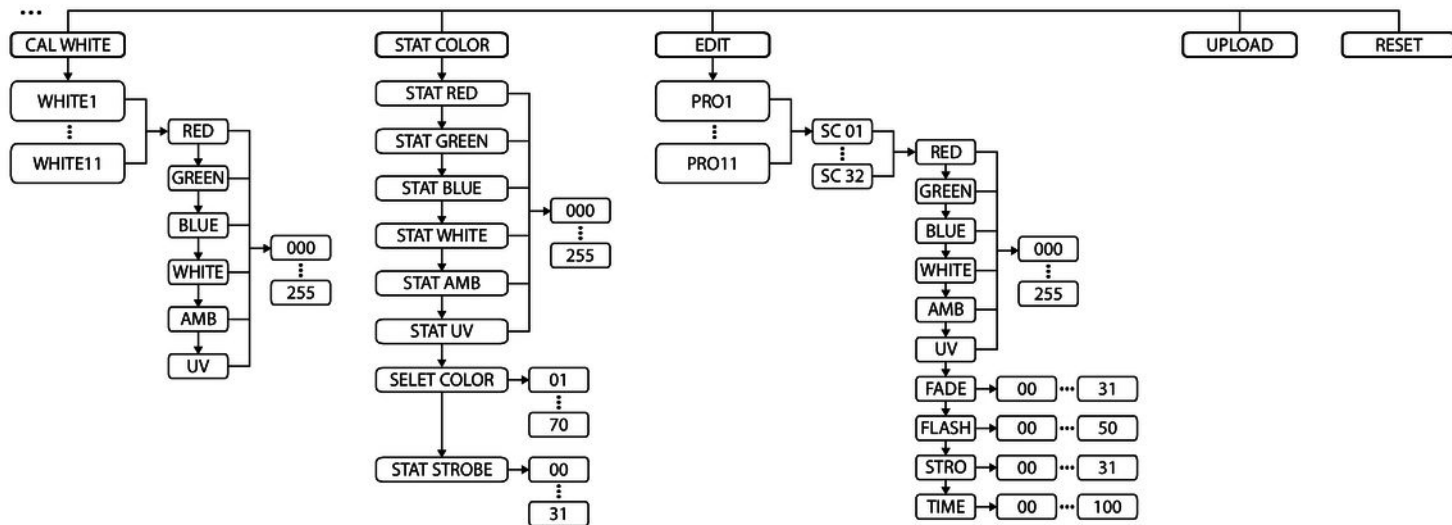 ...
CAL WHITE
WHITE1
WHITE11
RED
GREEN
BLUE
WHITE
AMB
UV
000
255
STAT COLOR
STAT RED
STAT GREEN
STAT BLUE
STAT WHITE
STAT AMB
STAT UV
000
255
SELET COLOR
01
70
STAT STROBE
00
31
EDIT
PRO1
PRO11
SC 01
SC 32
RED
GREEN
BLUE
WHITE
AMB
UV
000
255
FADE 00 ... 31
FLASH 00 ... 50
STRO 00 ... 31
TIME 00 ... 100
UPLOAD
RESET